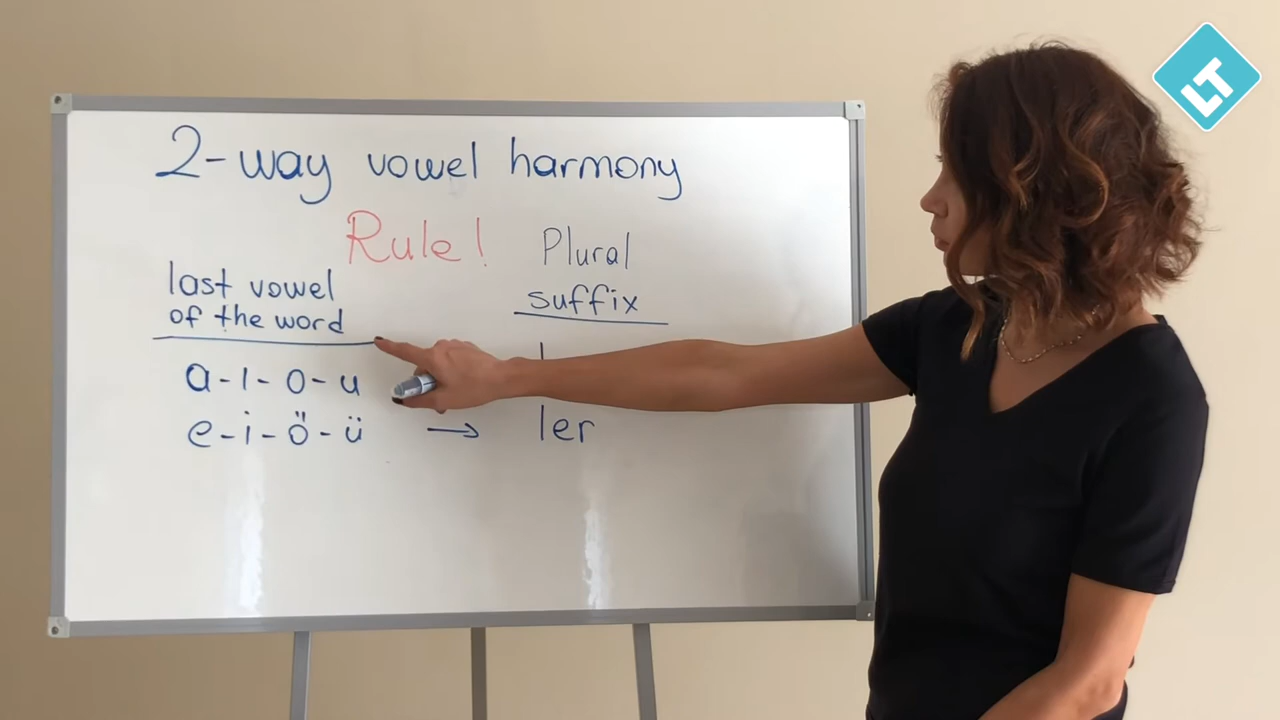 2-way vowel harmony
Rule!
Plural
suffix
last vowel
of the word
a-ı-o-u
e-i-ö-ü → ler
LT